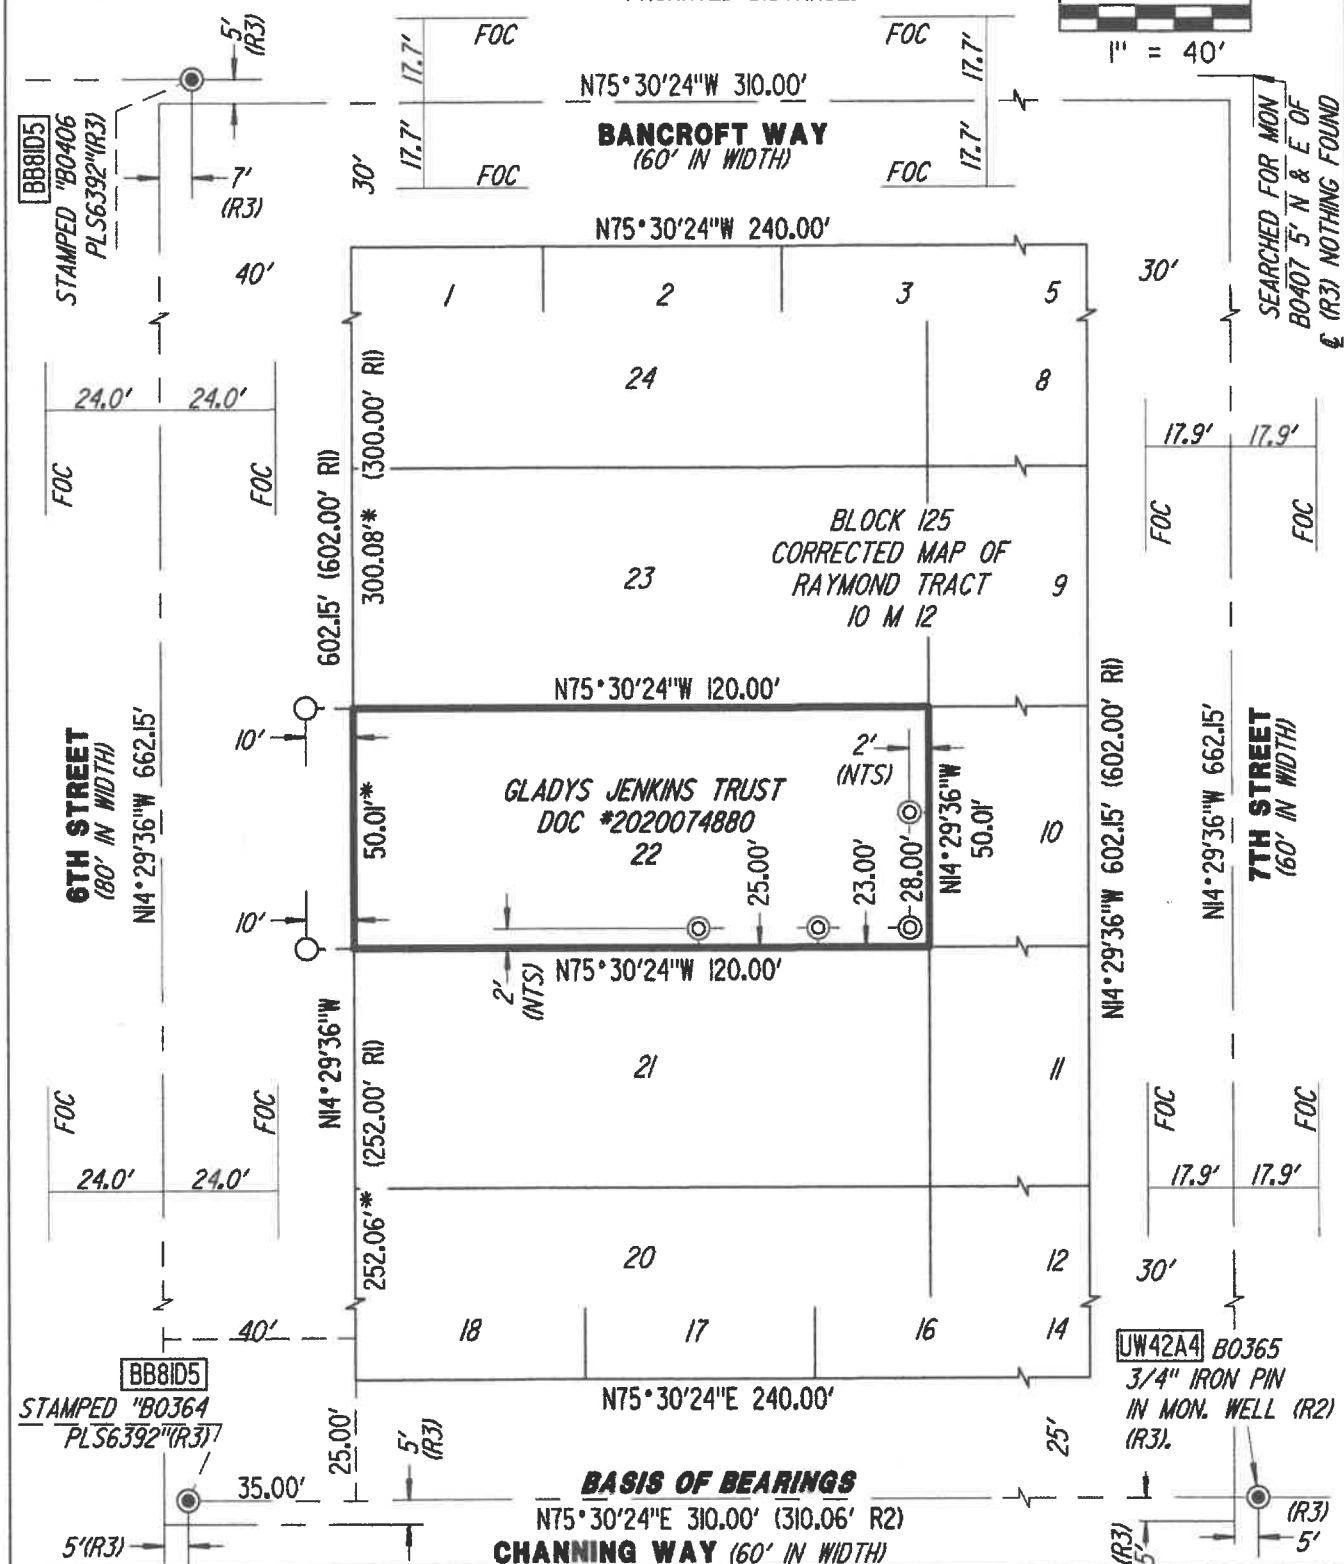 1" = 40'
5'
(R3)
FOC
17.7'
17.7'
FOC
N75°30'24"W 310.00'
BANCROFT WAY
(60' IN WIDTH)
FOC
17.7'
17.7'
FOC
BB81D5
STAMPED "B0406
PLS6392"(R3)
7'
(R3)
30'
40'
SEARCHED FOR MON
B0407 5' N & E OF
℄ (R3) NOTHING FOUND
30'
N75°30'24"W 240.00'
1
2
3
5
24
8
24.0'
24.0'
FOC
FOC
17.9'
17.9'
FOC
FOC
602.15' (602.00' R1)
300.08'* (300.00' R1)
BLOCK 125
CORRECTED MAP OF
RAYMOND TRACT
10 M 12
23
9
N75°30'24"W 120.00'
10'
6TH STREET
(80' IN WIDTH)
N14°29'36"W 662.15'
50.01'*
GLADYS JENKINS TRUST
DOC #2020074880
22
2'
(NTS)
25.00'
23.00'
28.00'
N14°29'36"W
50.01'
10
N14°29'36"W 602.15' (602.00' R1)
N14°29'36"W 662.15'
7TH STREET
(60' IN WIDTH)
10'
2'
(NTS)
N75°30'24"W 120.00'
N14°29'36"W
252.06'* (252.00' R1)
21
11
FOC
FOC
24.0'
24.0'
FOC
FOC
17.9'
17.9'
20
12
30'
40'
18
17
16
14
BB81D5
STAMPED "B0364
PLS6392"(R3)
UW42A4 B0365
3/4" IRON PIN
IN MON. WELL (R2)
(R3).
N75°30'24"E 240.00'
25.00'
5'
(R3)
25'
35.00'
BASIS OF BEARINGS
N75°30'24"E 310.00' (310.06' R2)
CHANNING WAY (60' IN WIDTH)
5'(R3)
(R3)
5'
(R3)
5'